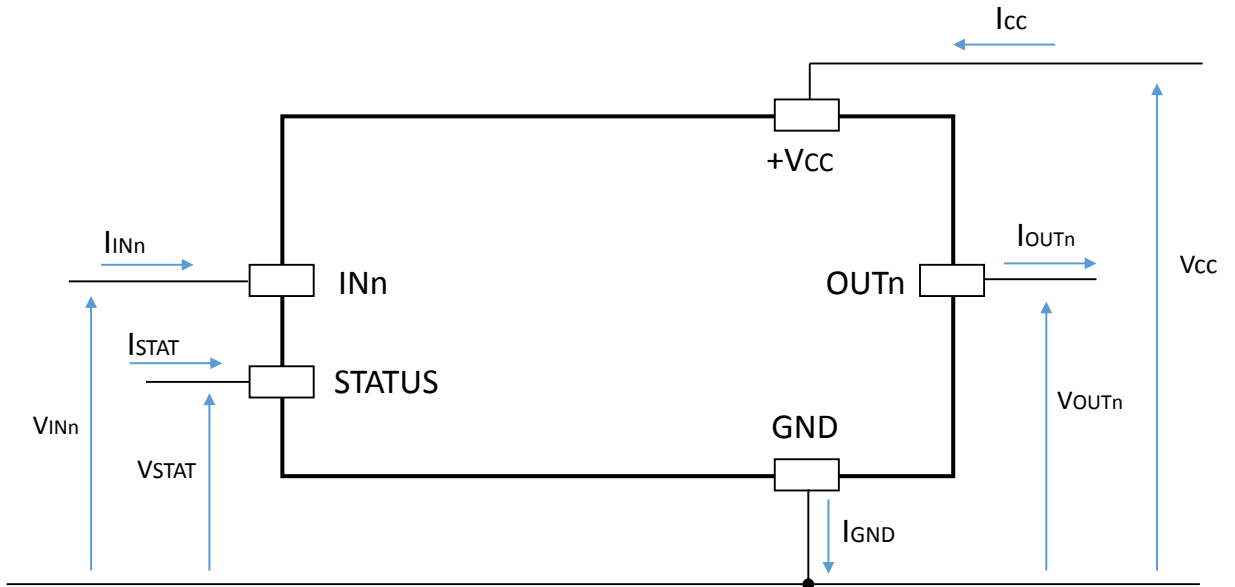 ICC
+VCC
IINn
IOUTn
VCC
INn
OUTn
ISTAT
STATUS
VOUTn
VINn
GND
VSTAT
IGND